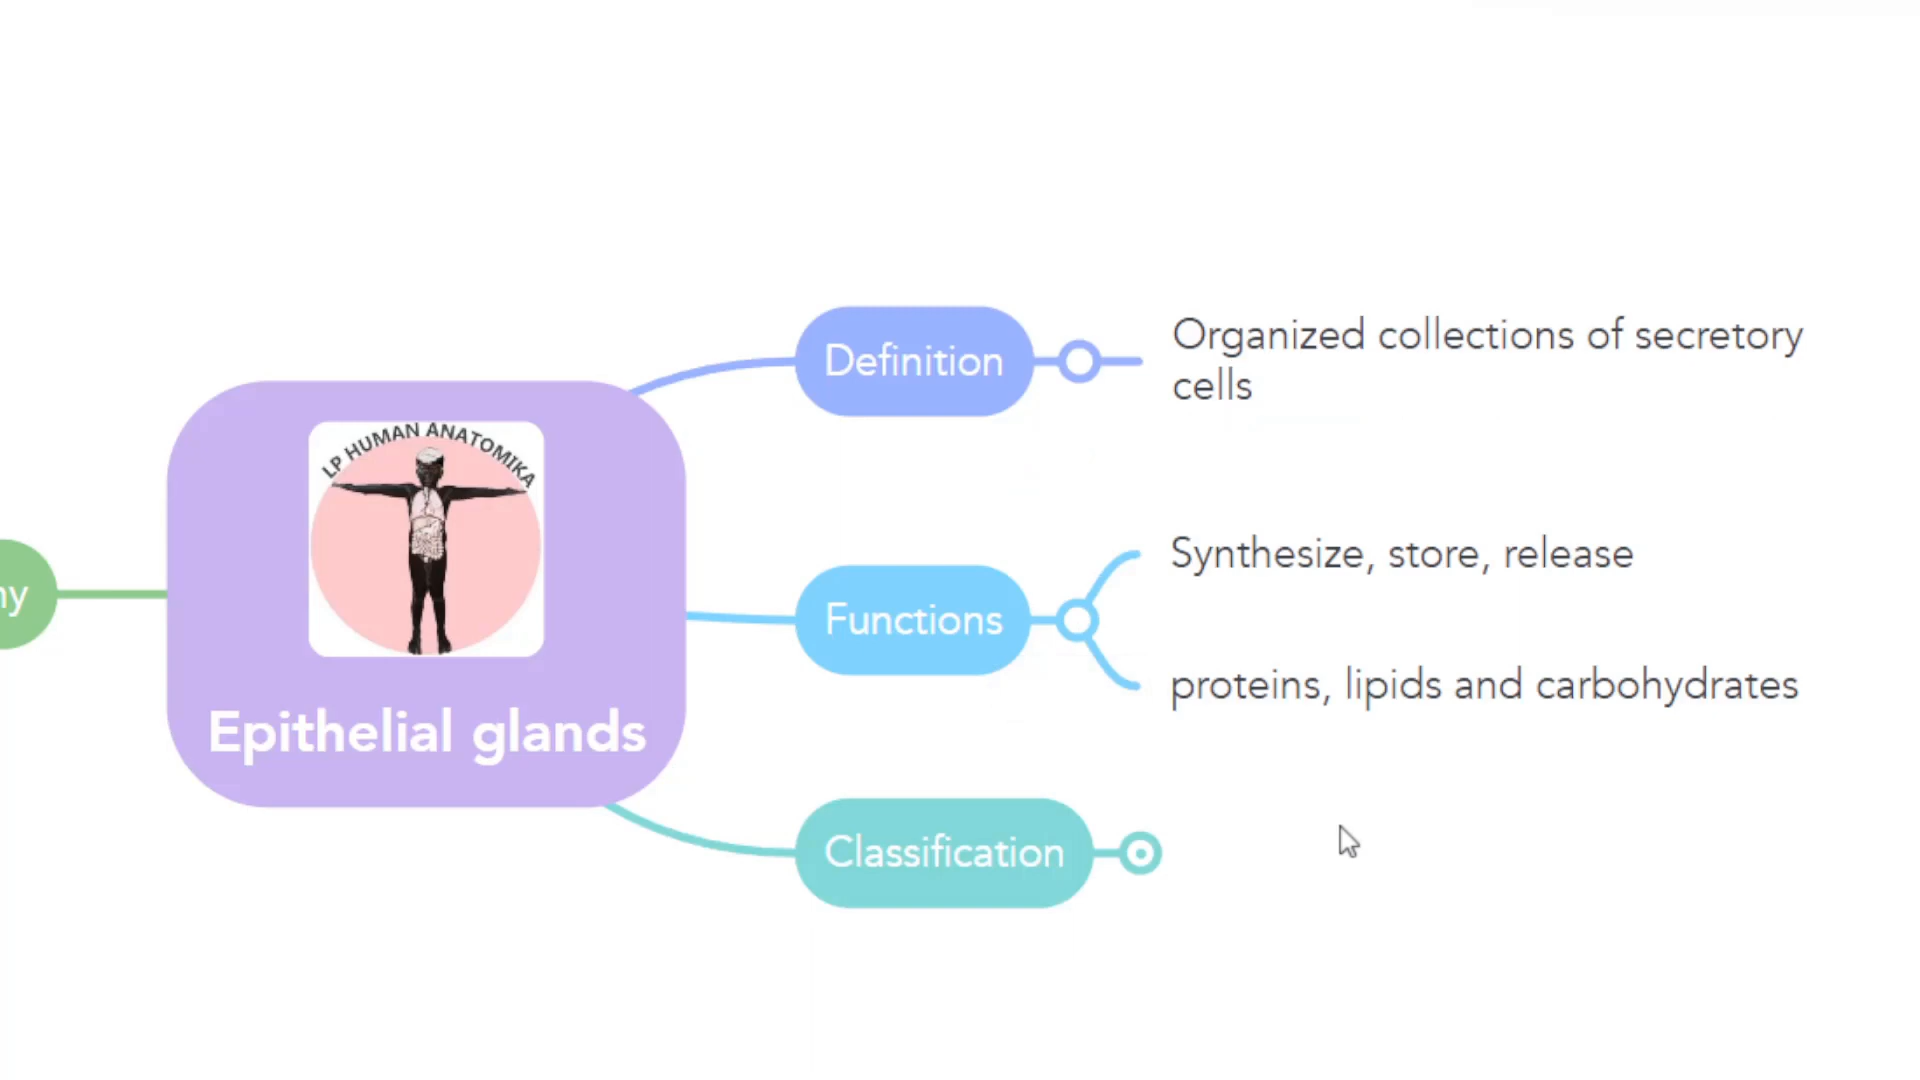 LP HUMAN ANATOMIKA
Epithelial glands
Definition
Organized collections of secretory
cells
Functions
Synthesize, store, release
proteins, lipids and carbohydrates
Classification